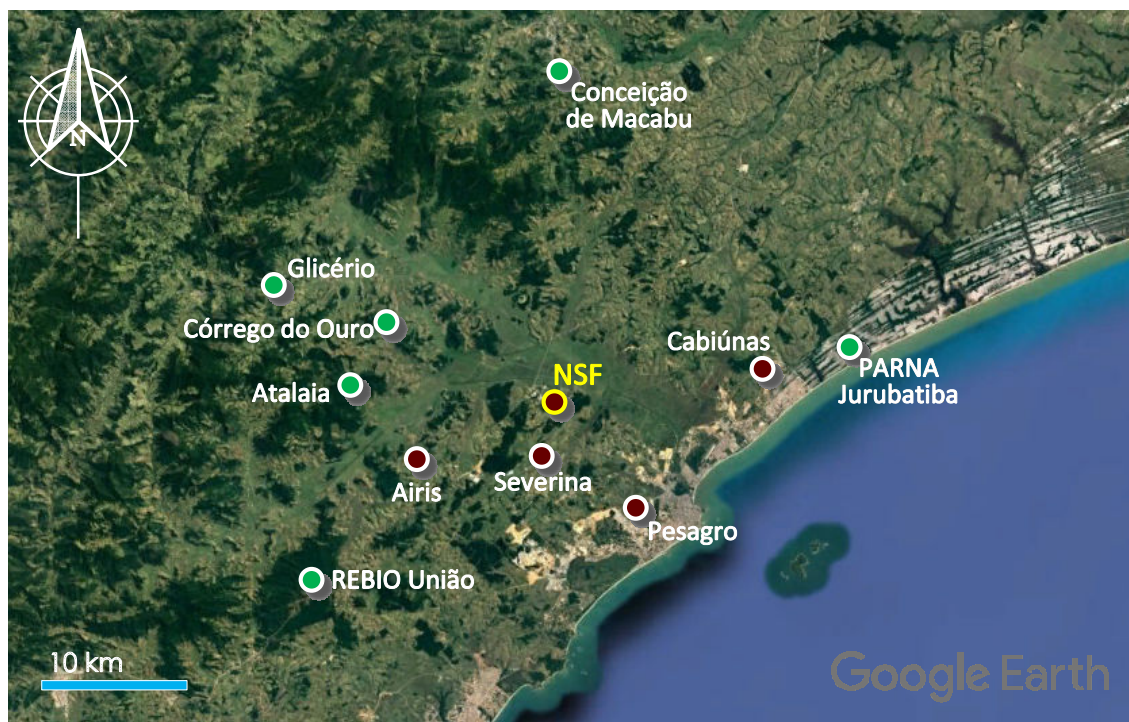 N
Conceição
de Macabu
Glicério
Córrego do Ouro
Cabiúnas
PARNA
Jurubatiba
NSF
Atalaia
Airis
Severina
Pesagro
REBIO União
10 km
Google Earth